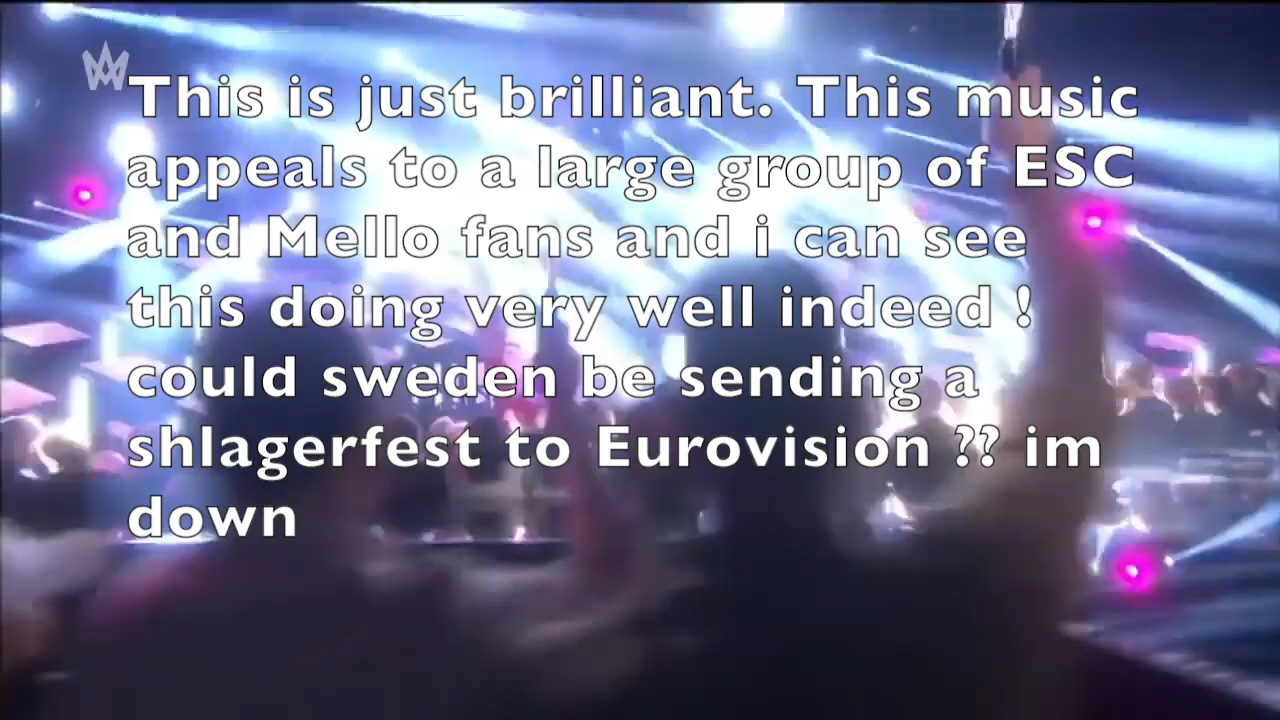 This is just brilliant. This music
appeals to a large group of ESC
and Mello fans and i can see
this doing very well indeed !
could sweden be sending a
shlagerfest to Eurovision ?? im
down